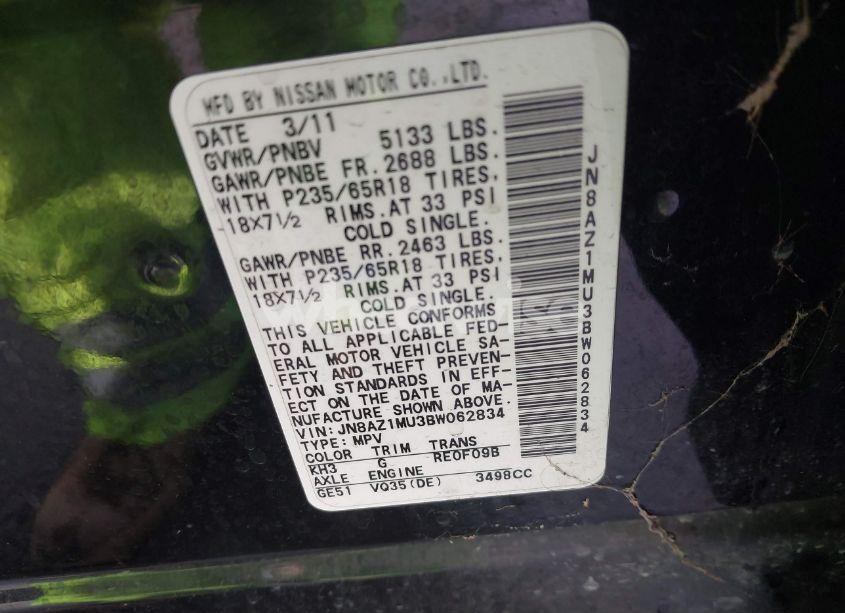 MFD BY NISSAN MOTOR CO.,LTD.
DATE 3/11
GVWR/PNBV 5133 LBS.
GAWR/PNBE FR. 2688 LBS.
WITH P235/65R18 TIRES,
18X7 1/2 RIMS. AT 33 PSI
COLD SINGLE.
GAWR/PNBE RR. 2463 LBS.
WITH P235/65R18 TIRES,
18X7 1/2 RIMS. AT 33 PSI
COLD SINGLE.
THIS VEHICLE CONFORMS
TO ALL APPLICABLE FED-
ERAL MOTOR VEHICLE SA-
FETY AND THEFT PREVEN-
TION STANDARDS IN EFF-
ECT ON THE DATE OF MA-
NUFACTURE SHOWN ABOVE.
VIN: JN8AZ1MU3BW062834
TYPE: MPV
COLOR TRIM TRANS
KH3 G RE0F09B
AXLE ENGINE
GE51 VQ35(DE) 3498CC
JN8AZ1MU3BW062834